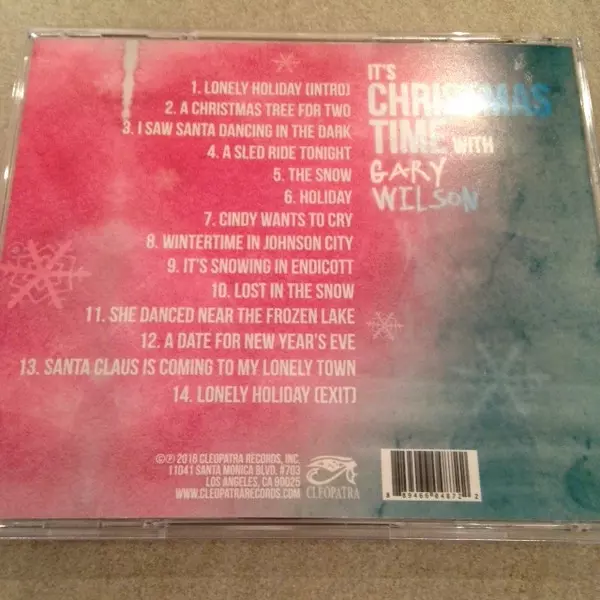 1. LONELY HOLIDAY (INTRO)
2. A CHRISTMAS TREE FOR TWO
3. I SAW SANTA DANCING IN THE DARK
4. A SLED RIDE TONIGHT
5. THE SNOW
6. HOLIDAY
7. CINDY WANTS TO CRY
8. WINTERTIME IN JOHNSON CITY
9. IT'S SNOWING IN ENDICOTT
10. LOST IN THE SNOW
11. SHE DANCED NEAR THE FROZEN LAKE
12. A DATE FOR NEW YEAR'S EVE
13. SANTA CLAUS IS COMING TO MY LONELY TOWN
14. LONELY HOLIDAY (EXIT)
IT'S
CHRISTMAS
TIME WITH
GARY
WILSON
©℗ 2016 CLEOPATRA RECORDS, INC.
11041 SANTA MONICA BLVD. #703
LOS ANGELES, CA 90025
WWW.CLEOPATRARECORDS.COM
CLEOPATRA
8 89466 04872 2